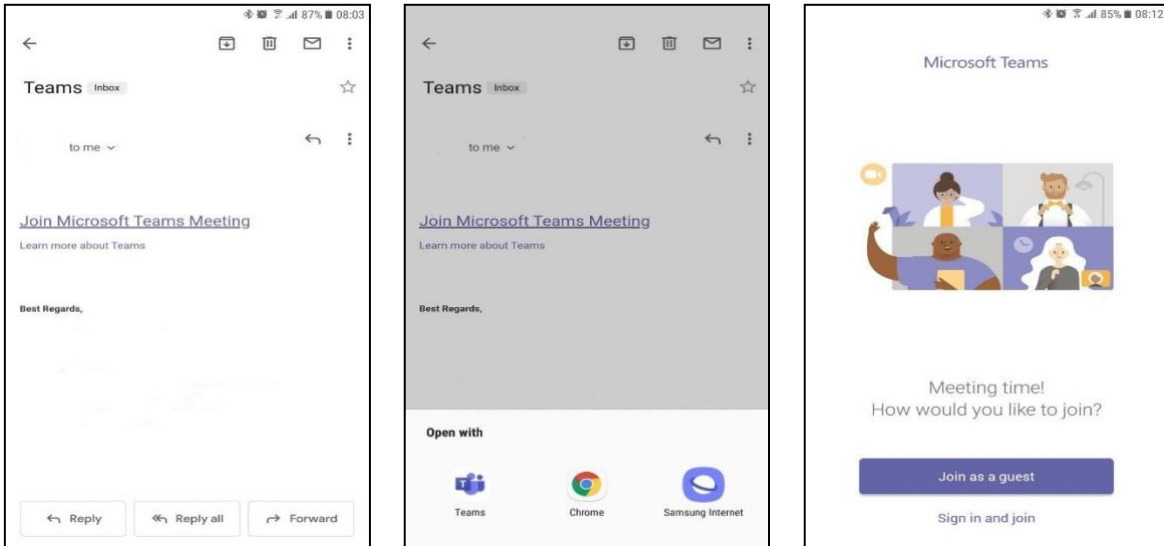 87% 08:03
Teams Inbox
to me
Join Microsoft Teams Meeting
Learn more about Teams
Best Regards,
Reply Reply all Forward
Teams Inbox
to me
Join Microsoft Teams Meeting
Learn more about Teams
Best Regards,
Open with
Teams Chrome Samsung Internet
85% 08:12
Microsoft Teams
Meeting time!
How would you like to join?
Join as a guest
Sign in and join